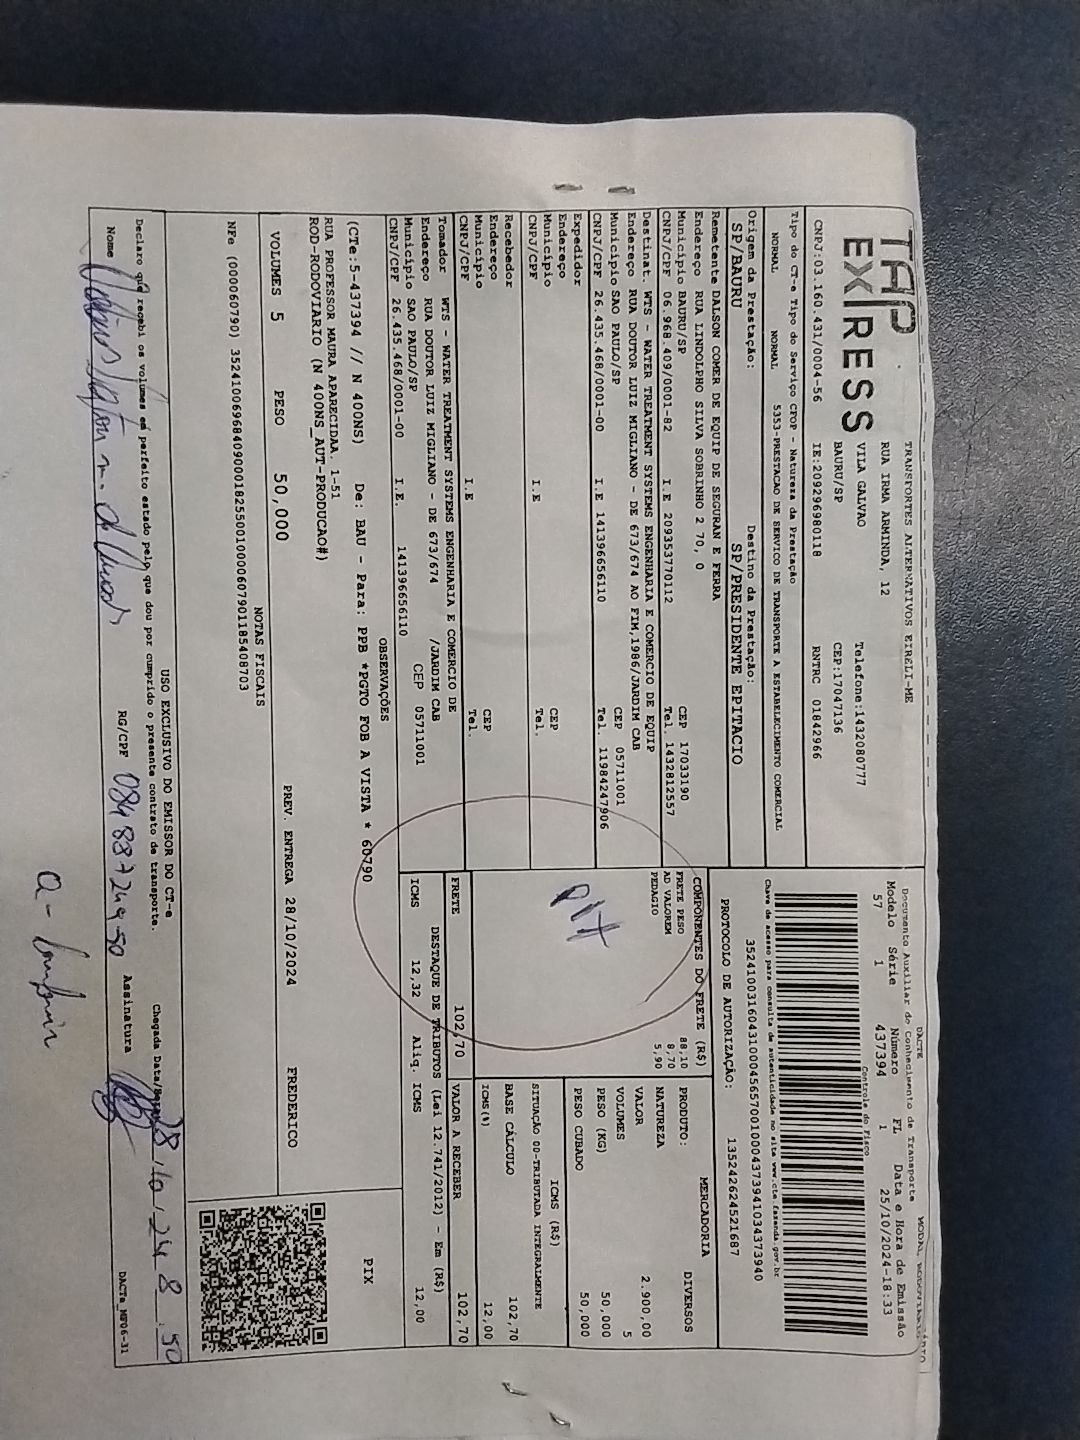 TAP
EXPRESS
TRANSPORTES ALTERNATIVOS EIRELI-ME
RUA IRMA ARMINDA, 12
VILA GALVAO Telefone:1432080777
BAURU/SP CEP:17047136
CNPJ:03.160.431/0004-56 IE:209296980118 RNTRC 01842966
DACTE MODAL RODOVIÁRIO
Documento Auxiliar do Conhecimento de Transporte
Modelo Série Número FL Data e Hora de Emissão
57 1 437394 1 25/10/2024-18:33
Controle do Fisco
Chave de acesso para consulta de autenticidade no site www.cte.fazenda.gov.br
35241003160431000456570010004373941034373940
PROTOCOLO DE AUTORIZAÇÃO: 135242624521687
Tipo do CT-e Tipo do Serviço CFOP - Natureza da Prestação
NORMAL NORMAL 5353-PRESTACAO DE SERVICO DE TRANSPORTE A ESTABELECIMENTO COMERCIAL
Origem da Prestação: Destino da Prestação:
SP/BAURU SP/PRESIDENTE EPITACIO
Remetente DALSON COMER DE EQUIP DE SEGURAN E FERRA
Endereço RUA LINDOLPHO SILVA SOBRINHO 2 70, 0
Município BAURU/SP CEP 17033190
CNPJ/CPF 06.968.409/0001-82 I.E 209353770112 Tel. 1432812557
Destinat. WTS - WATER TREATMENT SYSTEMS ENGENHARIA E COMERCIO DE EQUIP
Endereço RUA DOUTOR LUIZ MIGLIANO - DE 673/674 AO FIM,1986/JARDIM CAB
Município SAO PAULO/SP CEP 05711001
CNPJ/CPF 26.435.468/0001-00 I.E 141396656110 Tel. 11984247906
Expedidor
Endereço
Município CEP
CNPJ/CPF I.E Tel.
Recebedor
Endereço
Município CEP
CNPJ/CPF I.E Tel.
Tomador WTS - WATER TREATMENT SYSTEMS ENGENHARIA E COMERCIO DE
Endereço RUA DOUTOR LUIZ MIGLIANO - DE 673/674 /JARDIM CAB
Município SAO PAULO/SP CEP 05711001
CNPJ/CPF 26.435.468/0001-00 I.E. 141396656110
COMPONENTES DO FRETE (R$)
FRETE PESO 88,10
AD VALOREM 8,70
PEDAGIO 5,90
PIX
FRETE 102,70
MERCADORIA
PRODUTO: DIVERSOS
NATUREZA
VALOR 2.900,00
VOLUMES 5
PESO (KG) 50,000
PESO CUBADO 50,000
ICMS (R$)
SITUAÇÃO 00-TRIBUTADA INTEGRALMENTE
BASE CÁLCULO 102,70
ICMS(%) 12,00
VALOR A RECEBER 102,70
DESTAQUE DE TRIBUTOS (Lei 12.741/2012) - Em (R$)
ICMS 12,32 Aliq. ICMS 12,00
OBSERVAÇÕES
(CTe:5-437394 // N 400NS) De: BAU - Para: PPB *PGTO FOB A VISTA * 60790
RUA PROFESSOR MAURA APARECIDAA. 1-51
ROD-RODOVIARIO (N 400NS_AUT-PRODUCAO#)
PIX
VOLUMES 5 PESO 50,000 PREV. ENTREGA 28/10/2024 FREDERICO
NOTAS FISCAIS
NFe (000060790) 35241006968409000182550010000607901185408703
USO EXCLUSIVO DO EMISSOR DO CT-e
Declaro que recebi os volumes em perfeito estado pelo que dou por cumprido o presente contrato de transporte. Chegada Data/ 28 10 24 8 50
Nome RG/CPF 08488724950 Assinatura
DACTe_MP06-31